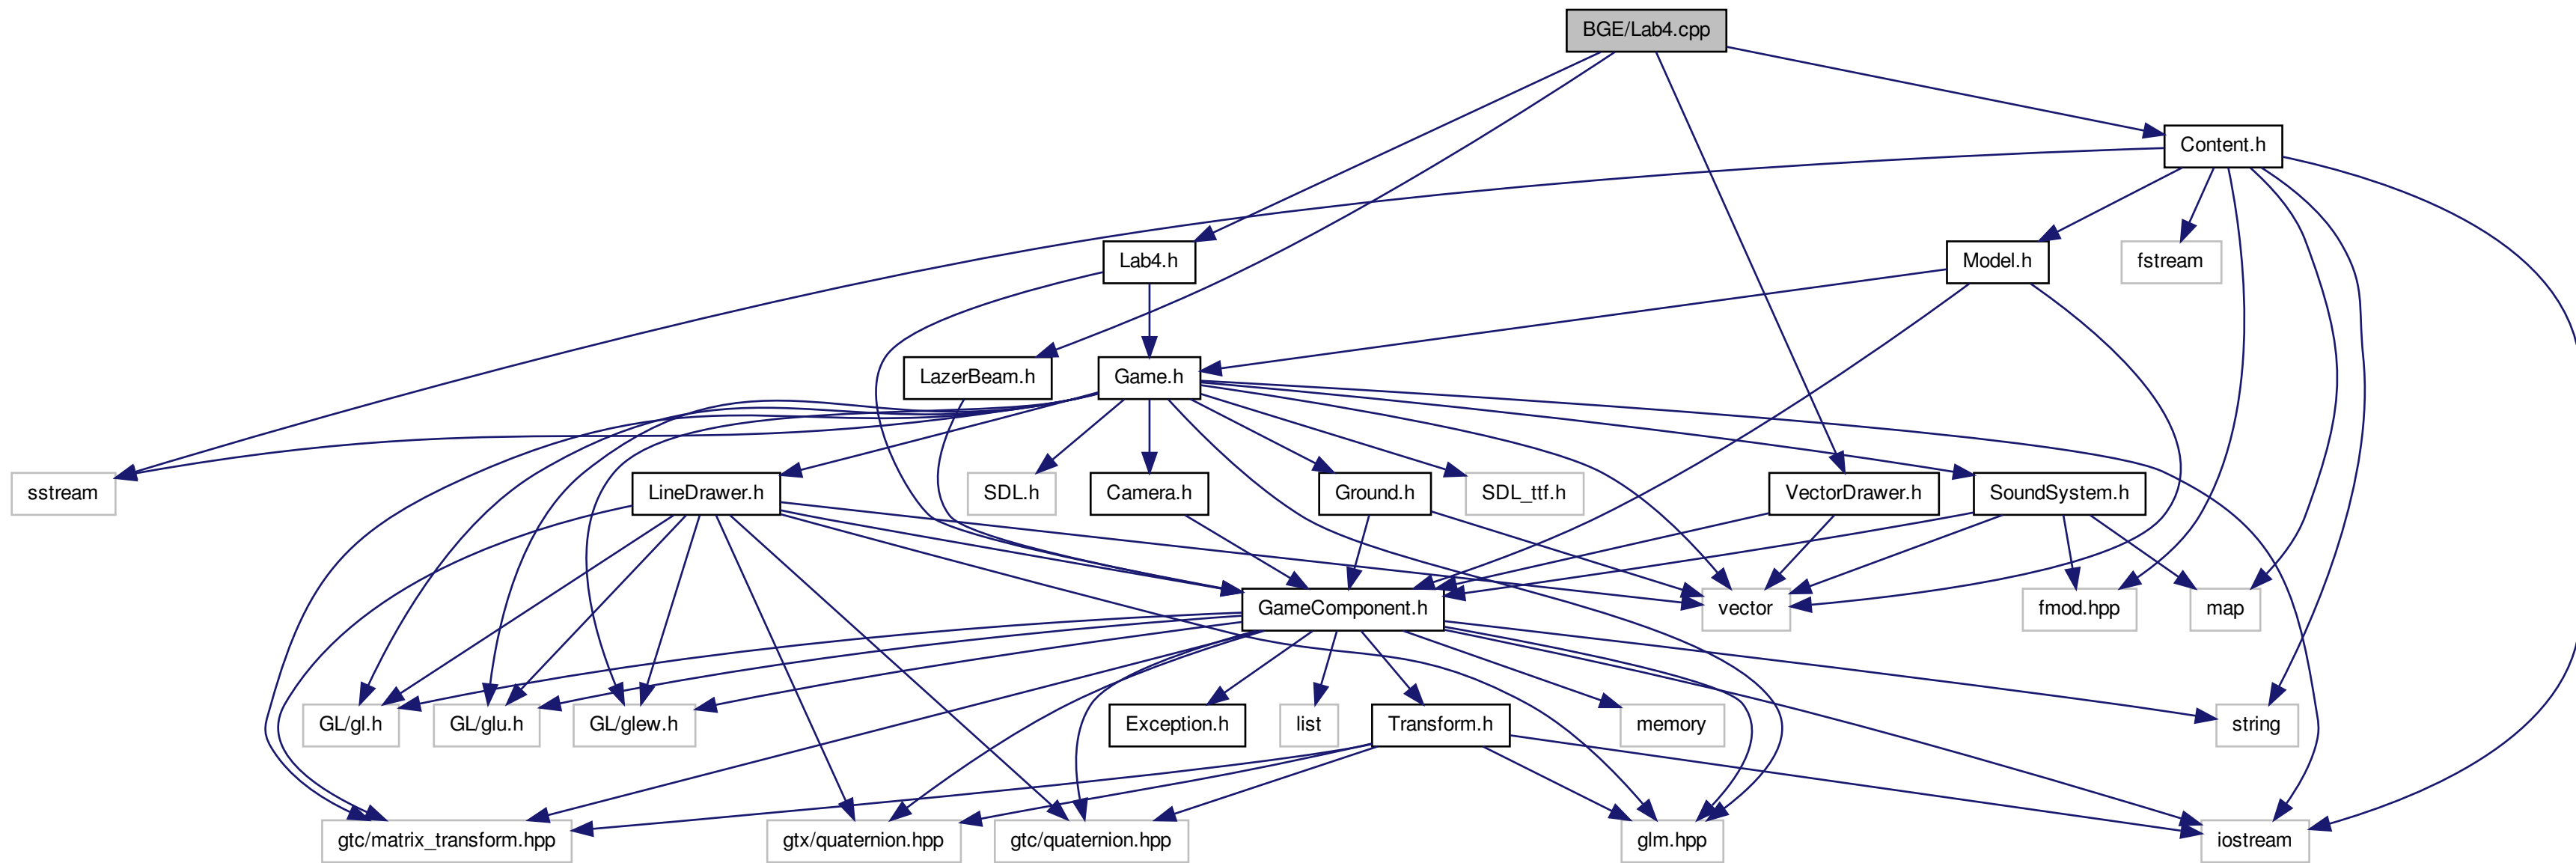 BGE/Lab4.cpp
Content.h
Lab4.h
Model.h
fstream
LazerBeam.h
Game.h
sstream
LineDrawer.h
SDL.h
Camera.h
Ground.h
SDL_ttf.h
VectorDrawer.h
SoundSystem.h
GameComponent.h
vector
fmod.hpp
map
GL/gl.h
GL/glu.h
GL/glew.h
Exception.h
list
Transform.h
memory
string
gtc/matrix_transform.hpp
gtx/quaternion.hpp
gtc/quaternion.hpp
glm.hpp
iostream